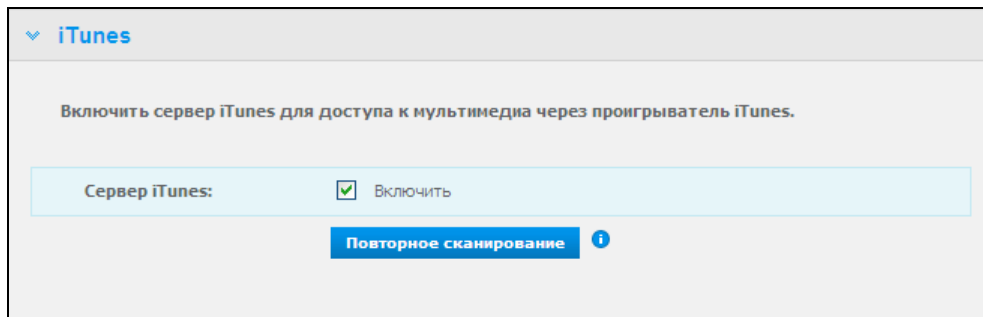 iTunes
Включить сервер iTunes для доступа к мультимедиа через проигрыватель iTunes.
Сервер iTunes: Включить
Повторное сканирование